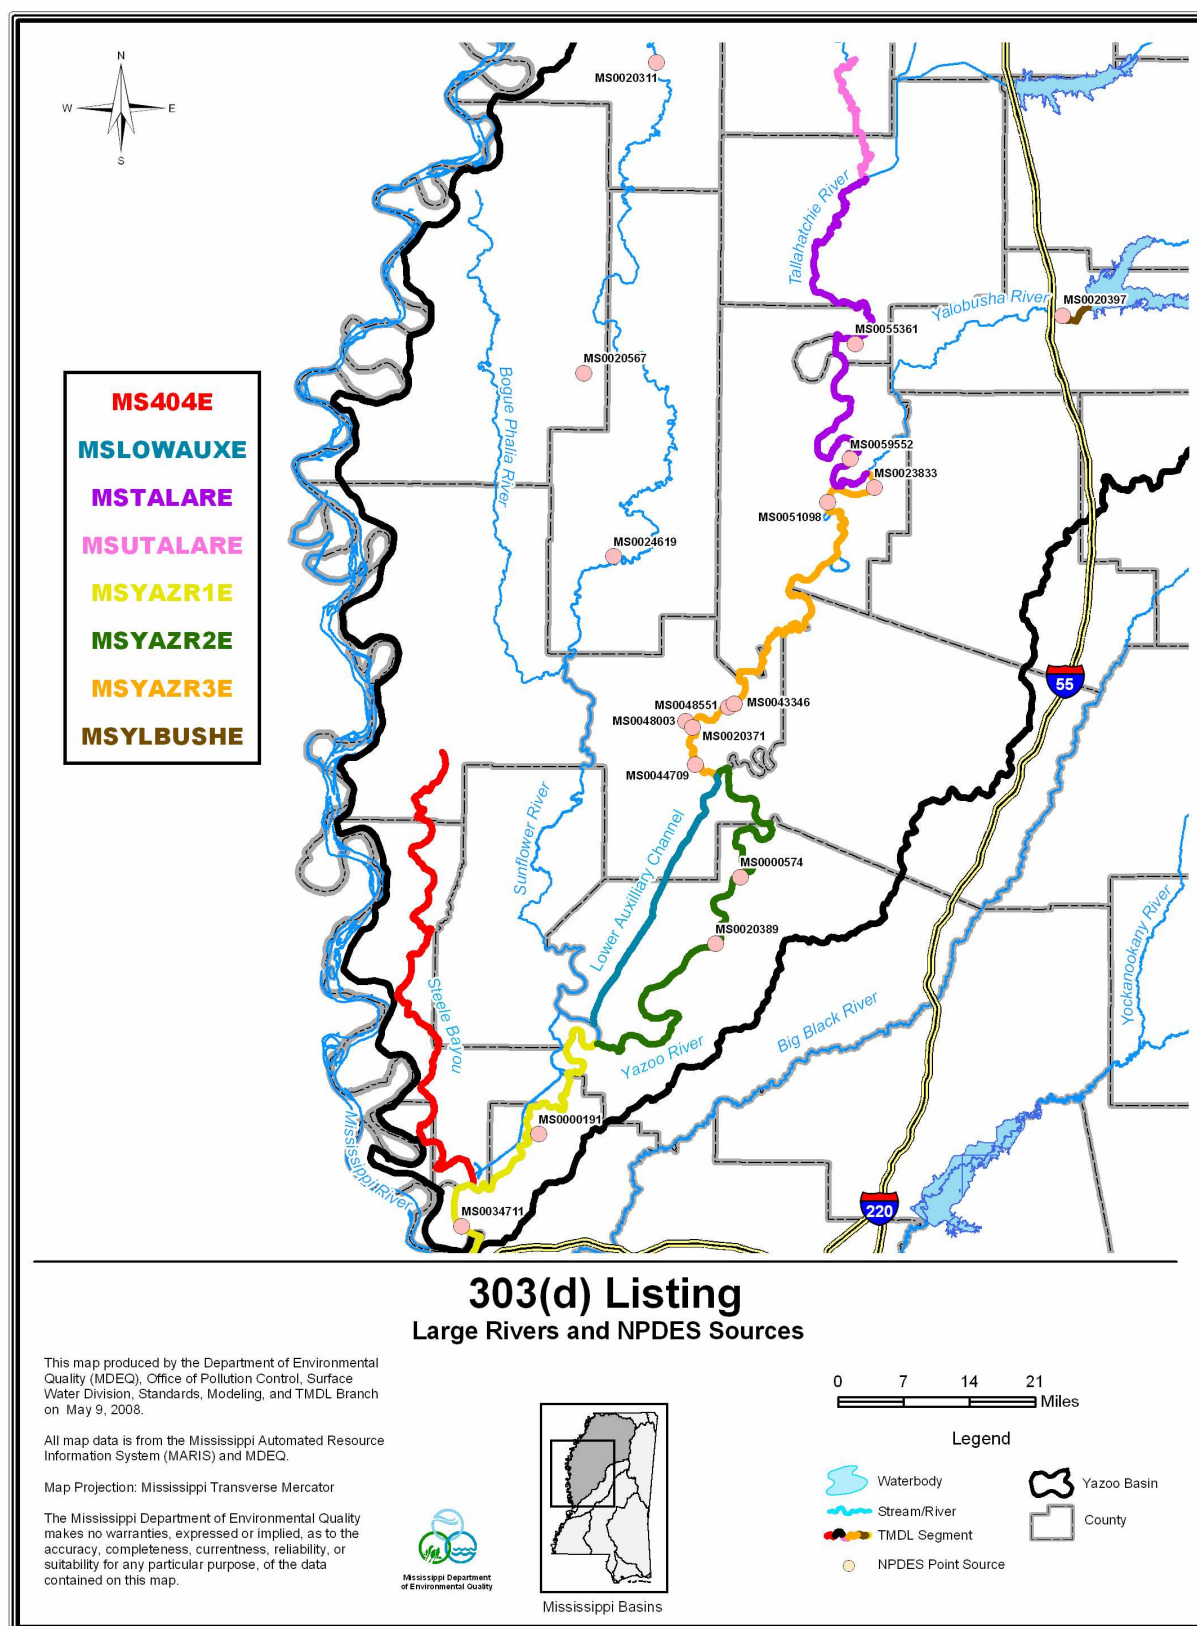 N
W E
S
MS0020311
Tallahatchie River
MS0020397
Yalobusha River
MS0055361
MS0020567
Bogue Phalia River
MS404E
MSLOWAUXE
MSTALARE
MSUTALARE
MSYAZR1E
MSYAZR2E
MSYAZR3E
MSYLBUSHE
MS0059552
MS0023833
MS0051098
MS0024619
55
MS0048551
MS0043346
MS0048003
MS0020371
MS0044709
Sunflower River
Lower Auxilliary Channel
MS0000574
MS0020389
Steele Bayou
Yazoo River
Big Black River
Yockanookany River
MS0000191
Mississippi River
MS0034711
220
303(d) Listing
Large Rivers and NPDES Sources
This map produced by the Department of Environmental
Quality (MDEQ), Office of Pollution Control, Surface
Water Division, Standards, Modeling, and TMDL Branch
on May 9, 2008.
All map data is from the Mississippi Automated Resource
Information System (MARIS) and MDEQ.
Map Projection: Mississippi Transverse Mercator
The Mississippi Department of Environmental Quality
makes no warranties, expressed or implied, as to the
accuracy, completeness, currentness, reliability, or
suitability for any particular purpose, of the data
contained on this map.
Mississippi Department
of Environmental Quality
Mississippi Basins
0 7 14 21
Miles
Legend
Waterbody
Stream/River
TMDL Segment
NPDES Point Source
Yazoo Basin
County